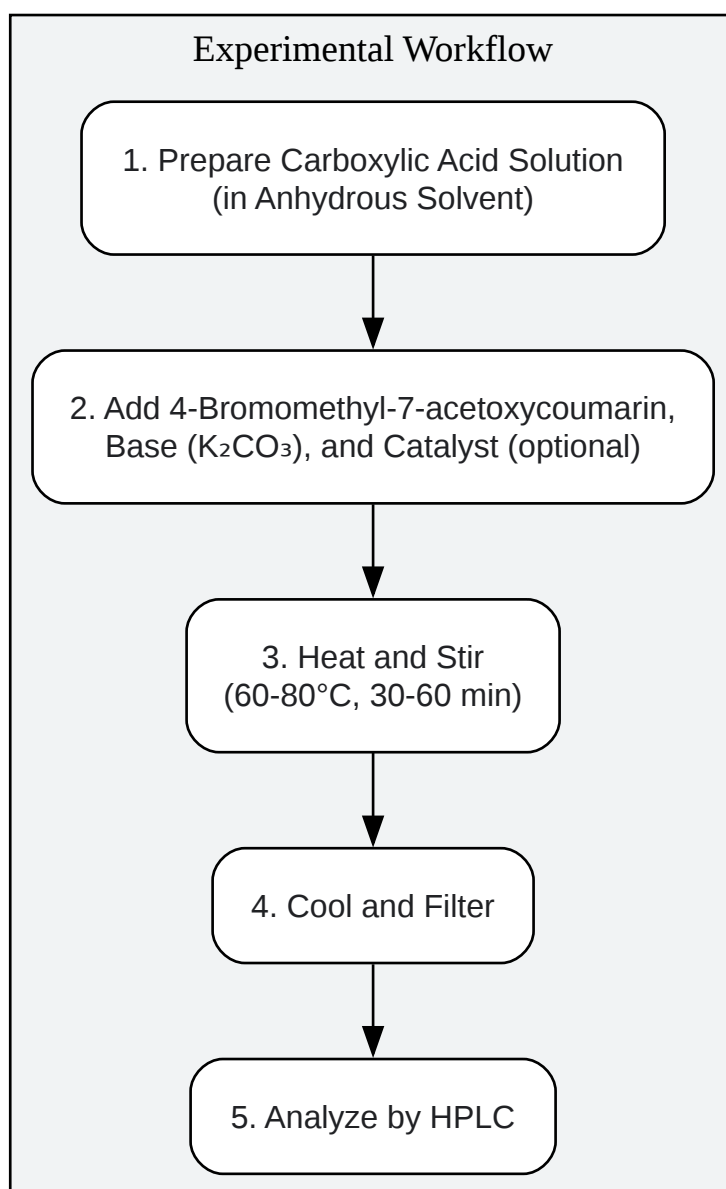 Experimental Workflow
1. Prepare Carboxylic Acid Solution
(in Anhydrous Solvent)
2. Add 4-Bromomethyl-7-acetoxycoumarin,
Base (K₂CO₃), and Catalyst (optional)
3. Heat and Stir
(60-80°C, 30-60 min)
4. Cool and Filter
5. Analyze by HPLC